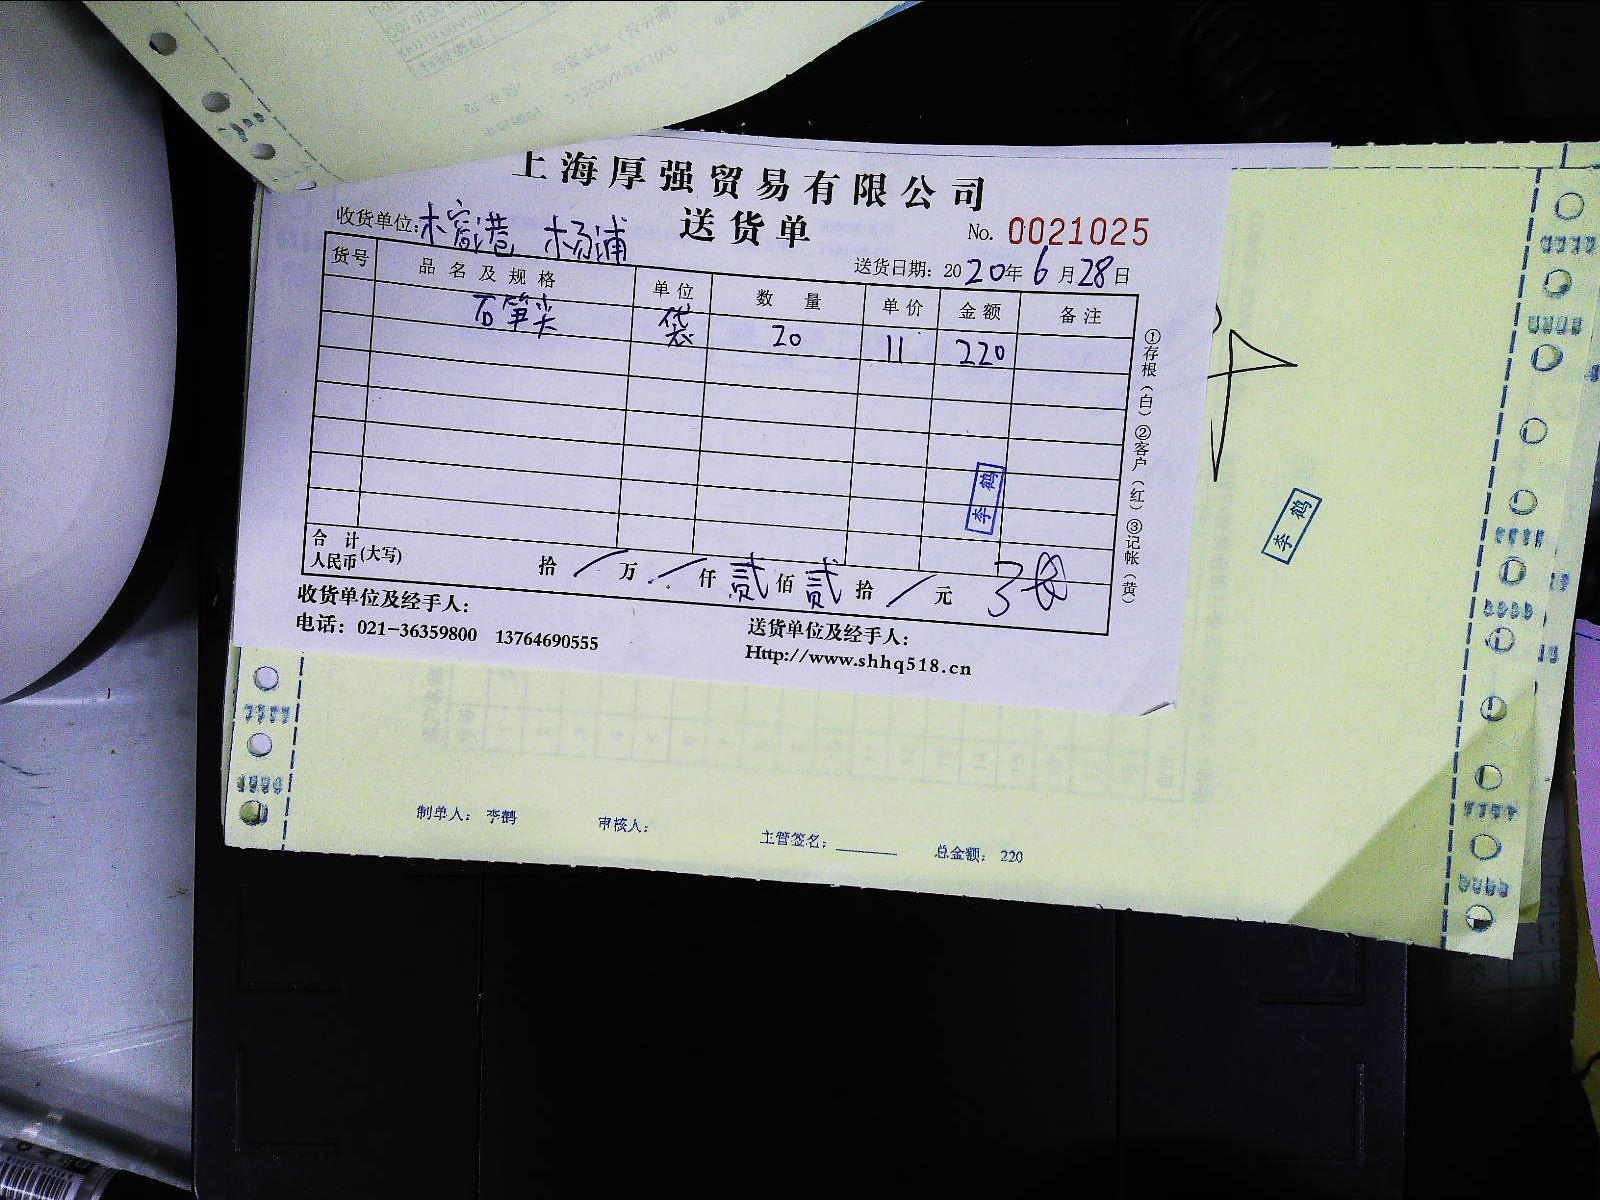 上海厚强贸易有限公司
送货单
No. 0021025
收货单位:木窗港 杨浦
送货日期: 2020年6月28日
货号 品名及规格 单位 数量 单价 金额 备注
石笋尖 袋 20 11 220
①存根(白)②客户(红)③记帐(黄)
李鹤
李鹤
合计
人民币(大写) 拾 / 万 / 仟 贰 佰 贰 拾 / 元
收货单位及经手人:
送货单位及经手人:
电话: 021-36359800 13764690555
Http://www.shhq518.cn
制单人: 李鹤 审核人: 主管签名: 总金额: 220